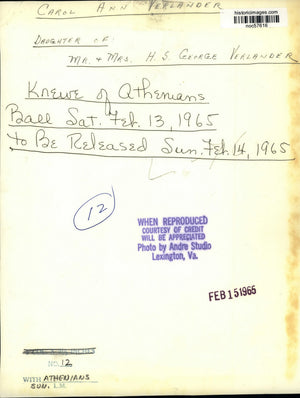 CAROL ANN VERLANDER
historicimages.com
noc57616
DAUGHTER OF:
MR. & MRS. H. S. GEORGE VERLANDER
Krewe of Athenians
Ball Sat. Feb. 13, 1965
to Be Released Sun. Feb. 14, 1965
12
WHEN REPRODUCED
COURTESY OF CREDIT
WILL BE APPRECIATED
Photo by Andre Studio
Lexington, Va.
FEB 15 1965
NO. 12
WITH ATHENIANS
SUN. A.M.